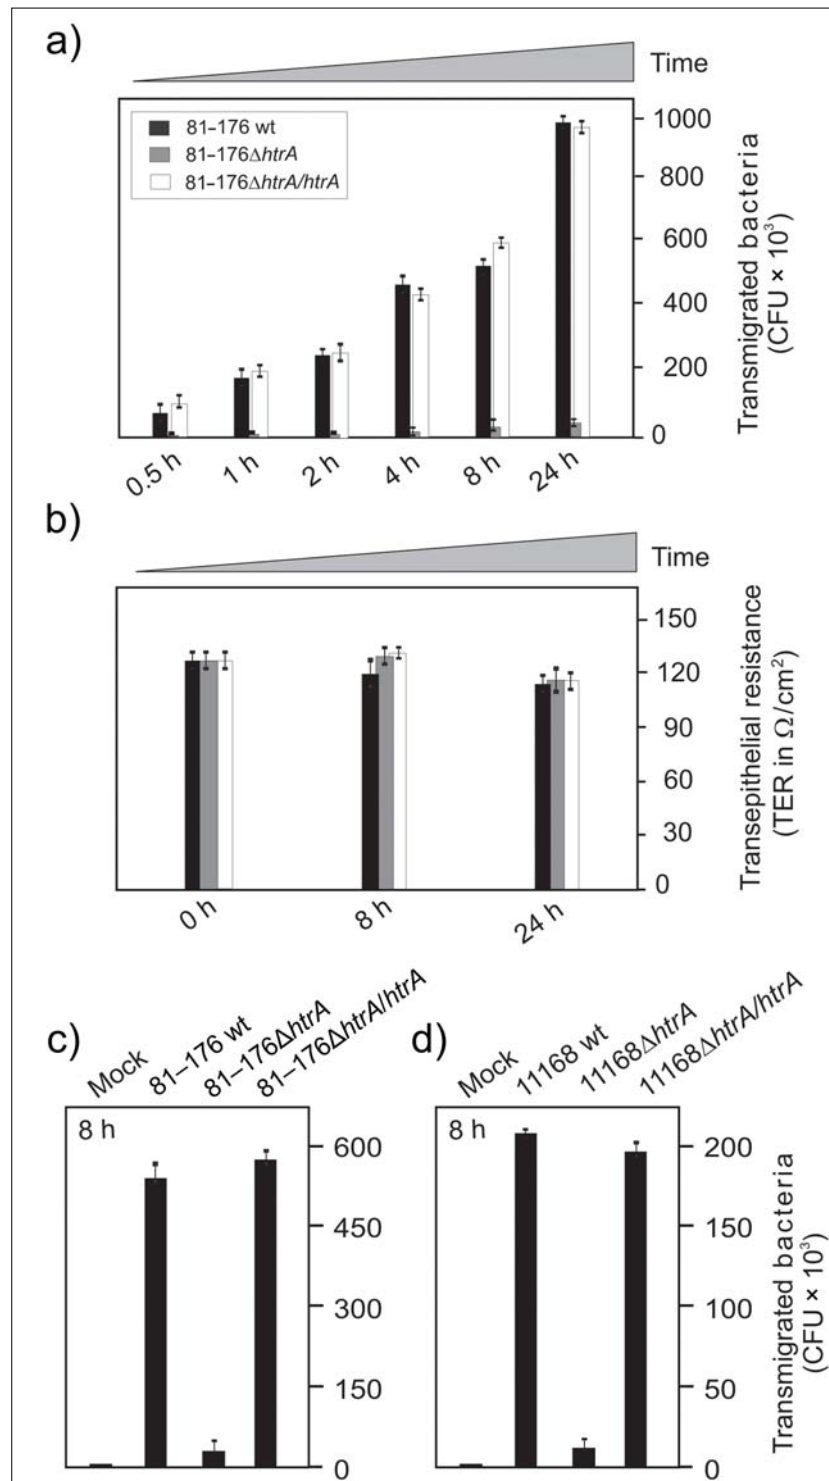 a)
Time
81–176 wt
81–176ΔhtrA
81–176ΔhtrA/htrA
1000
800
600
400
200
0
Transmigrated bacteria
(CFU × 10³)
0.5 h 1 h 2 h 4 h 8 h 24 h
b)
Time
150
120
90
60
30
0
Transepithelial resistance
(TER in Ω/cm²)
0 h 8 h 24 h
c)
Mock 81–176 wt 81–176ΔhtrA 81–176ΔhtrA/htrA
8 h
600
450
300
150
0
d)
Mock 11168 wt 11168ΔhtrA 11168ΔhtrA/htrA
8 h
200
150
100
50
0
Transmigrated bacteria
(CFU × 10³)